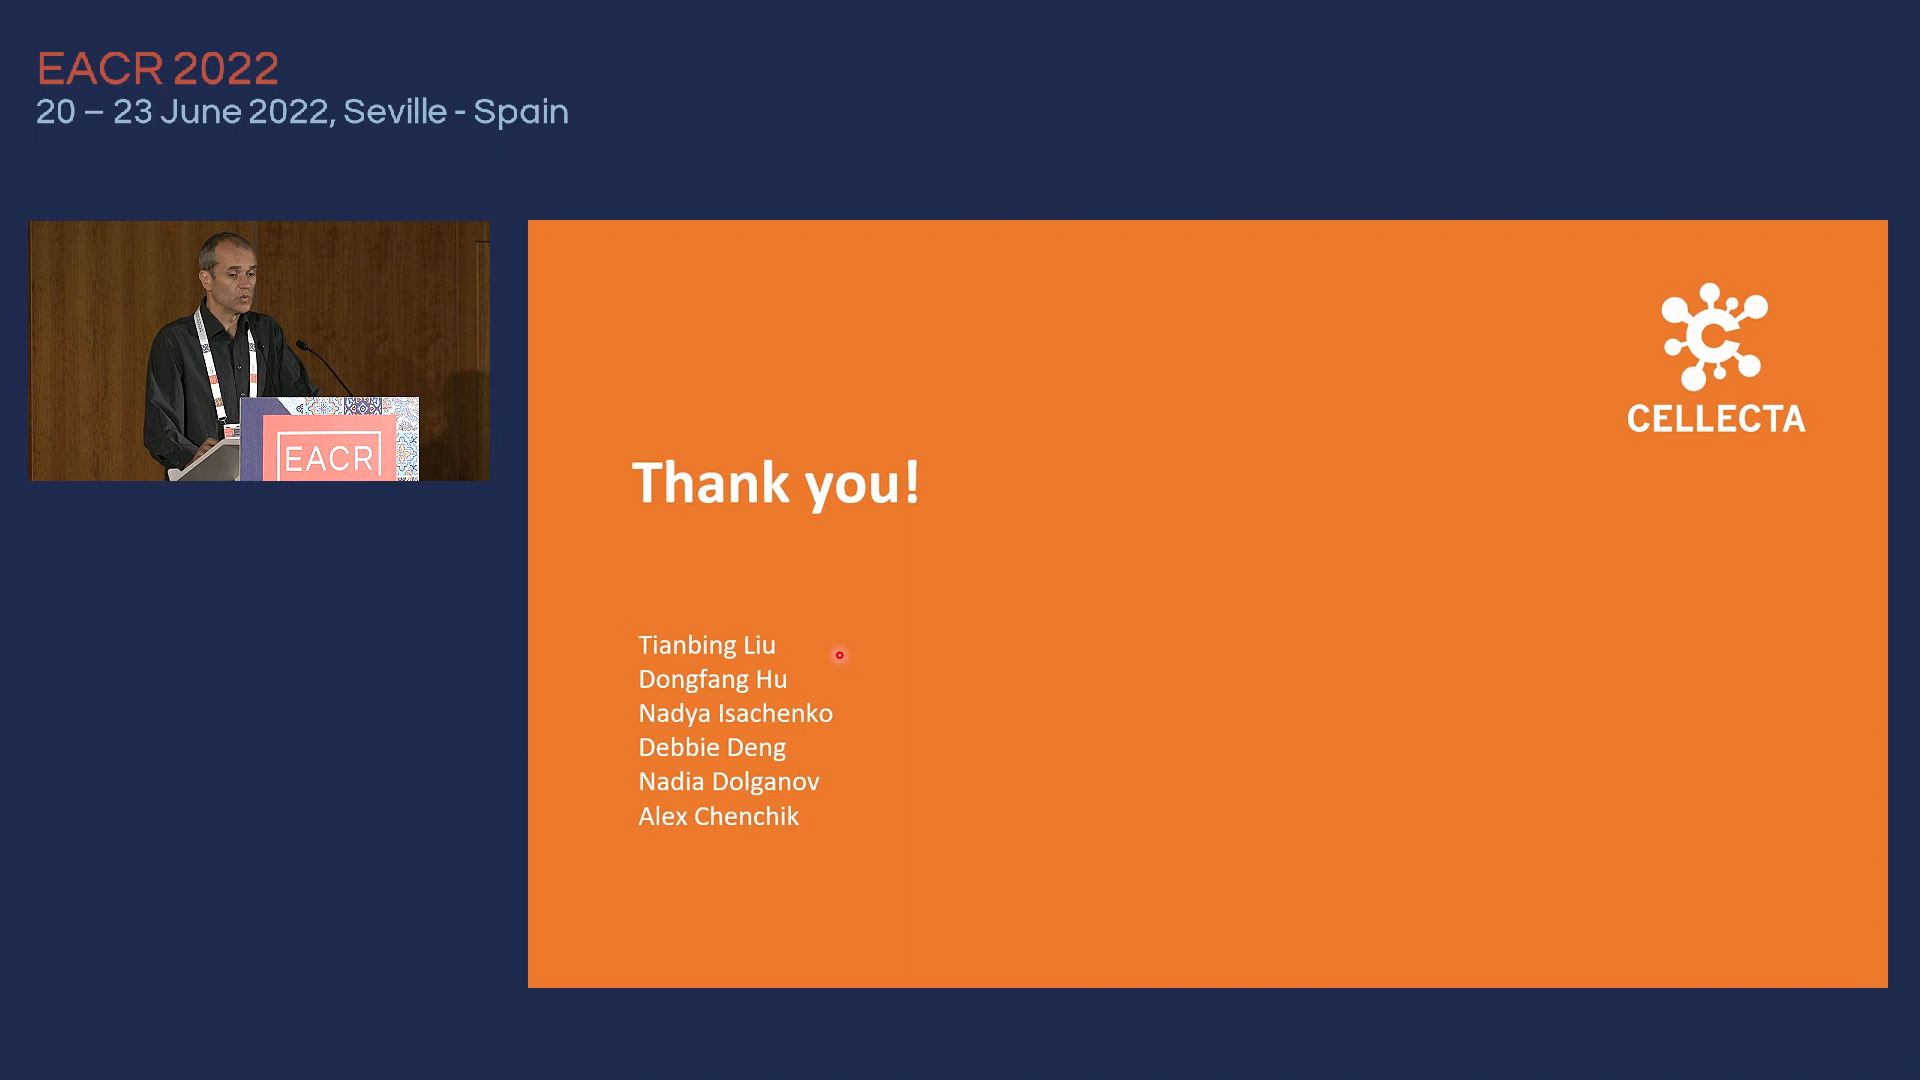 EACR 2022
20 – 23 June 2022, Seville - Spain
EACR
CELLECTA
Thank you!
Tianbing Liu
Dongfang Hu
Nadya Isachenko
Debbie Deng
Nadia Dolganov
Alex Chenchik